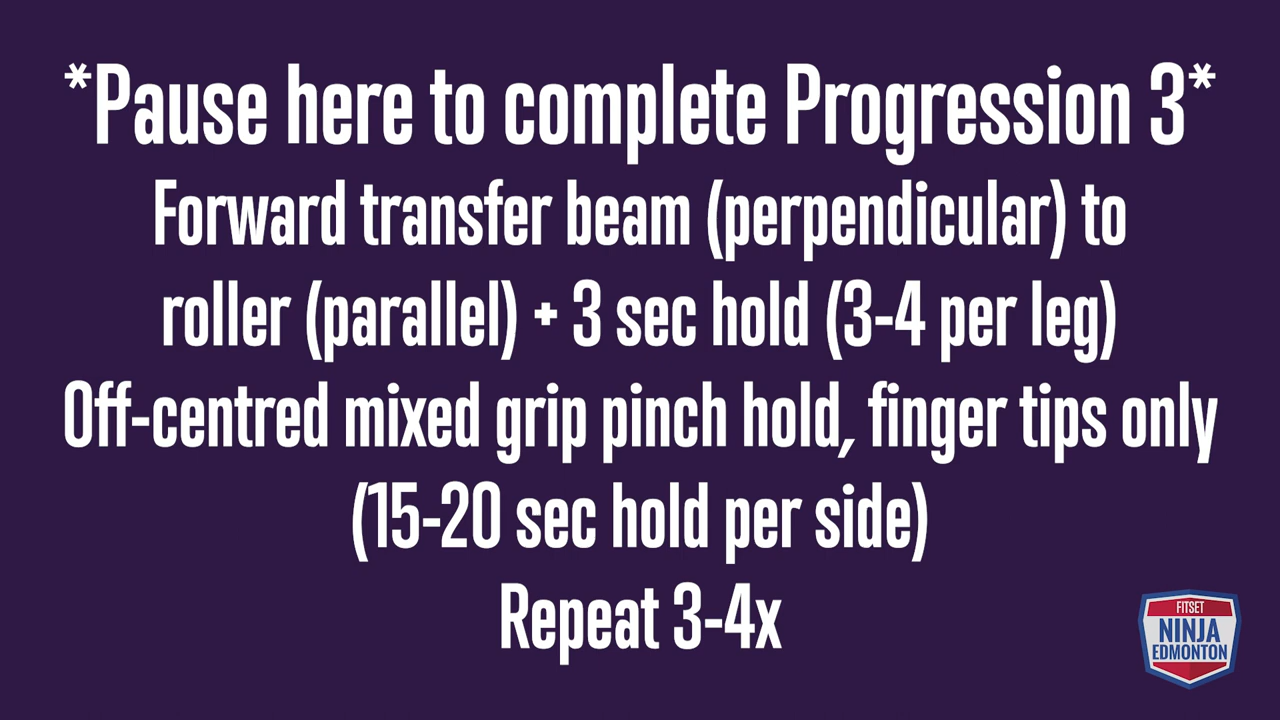 *Pause here to complete Progression 3*
Forward transfer beam (perpendicular) to
roller (parallel) + 3 sec hold (3-4 per leg)
Off-centred mixed grip pinch hold, finger tips only
(15-20 sec hold per side)
Repeat 3-4x
FITSET
NINJA
EDMONTON